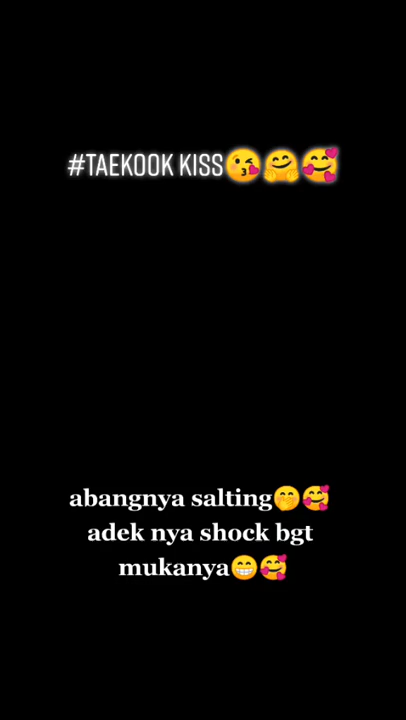 #TAEKOOK KISS😘🤗🥰
abangnya salting🤭🥰
adek nya shock bgt
mukanya😁🥰